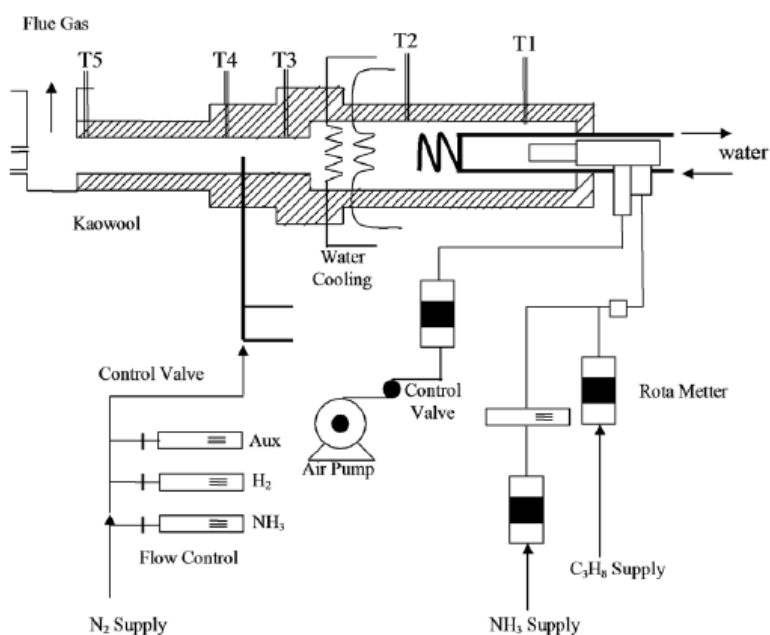 Flue Gas
T5
T4
T3
T2
T1
water
Kaowool
Water
Cooling
Control Valve
Control
Valve
Rota Metter
Aux
Air Pump
H₂
NH₃
Flow Control
C₃H₈ Supply
N₂ Supply
NH₃ Supply